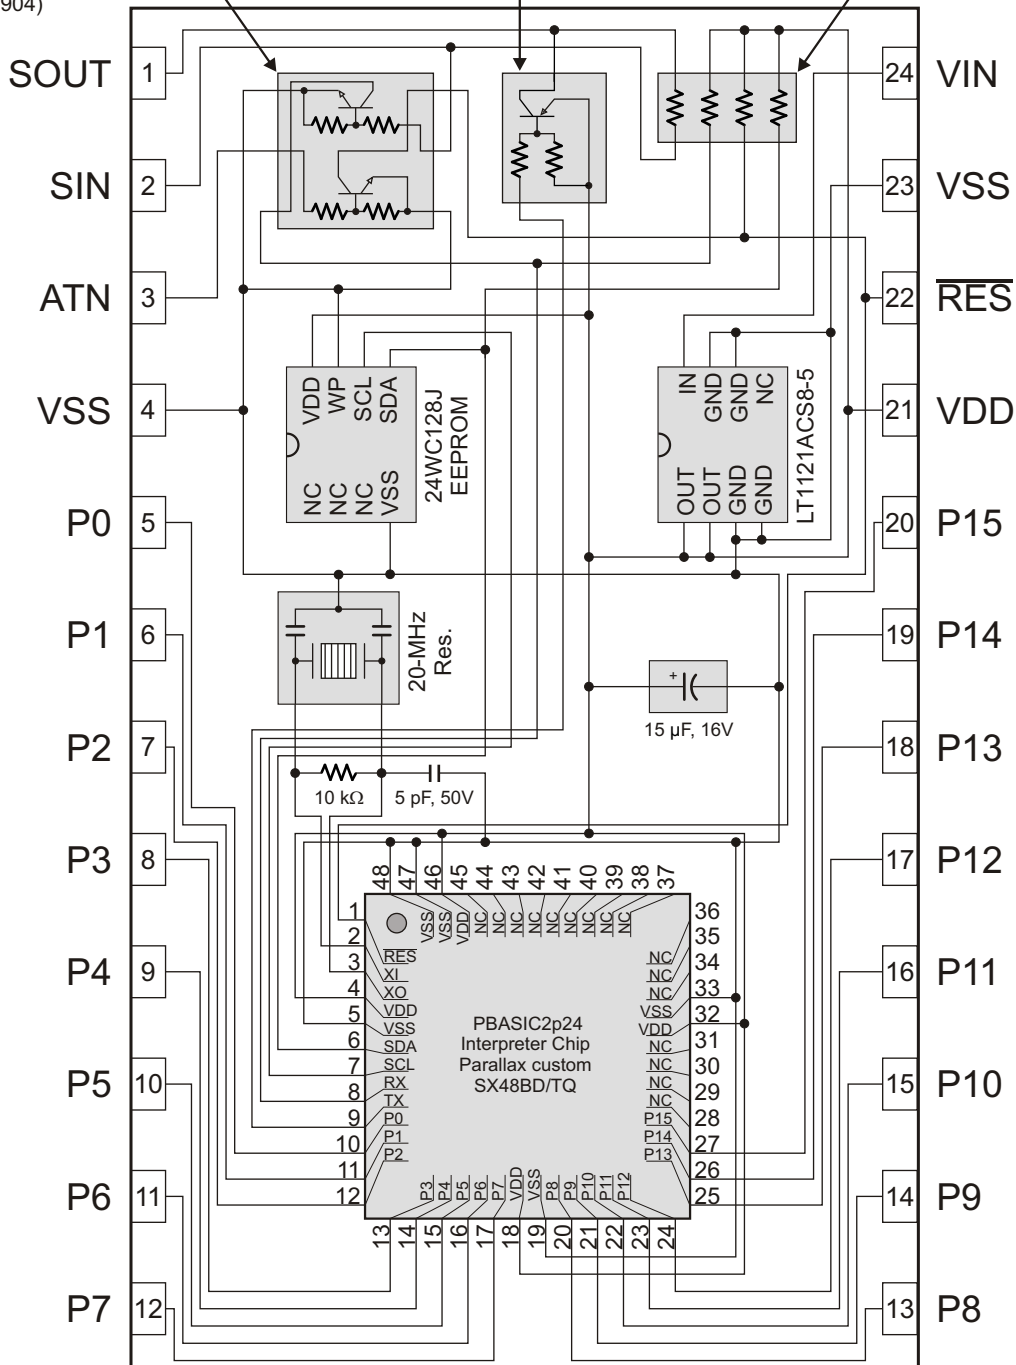 904)
SOUT 1
SIN 2
ATN 3
VSS 4
P0 5
P1 6
P2 7
P3 8
P4 9
P5 10
P6 11
P7 12
24 VIN
23 VSS
22 RES
21 VDD
20 P15
19 P14
18 P13
17 P12
16 P11
15 P10
14 P9
13 P8
VDD
WP
SCL
SDA
NC
NC
NC
VSS
24WC128J
EEPROM
IN
GND
GND
NC
OUT
OUT
GND
GND
LT1121ACS8-5
20-MHz
Res.
+
15 µF, 16V
10 kΩ
5 pF, 50V
48 47 46 45 44 43 42 41 40 39 38 37
VSS VSS VDD NC NC NC NC NC NC NC
1
2
3
4
5
6
7
8
9
10
11
12
RES
XI
XO
VDD
VSS
SDA
SCL
RX
TX
P0
P1
P2
PBASIC2p24
Interpreter Chip
Parallax custom
SX48BD/TQ
36
35
34
33
32
31
30
29
28
27
26
25
NC
NC
NC
VSS
VDD
NC
NC
NC
NC
P15
P14
P13
P3 P4 P5 P6 P7 VDD VSS P8 P9 P10 P11 P12
13 14 15 16 17 18 19 20 21 22 23 24